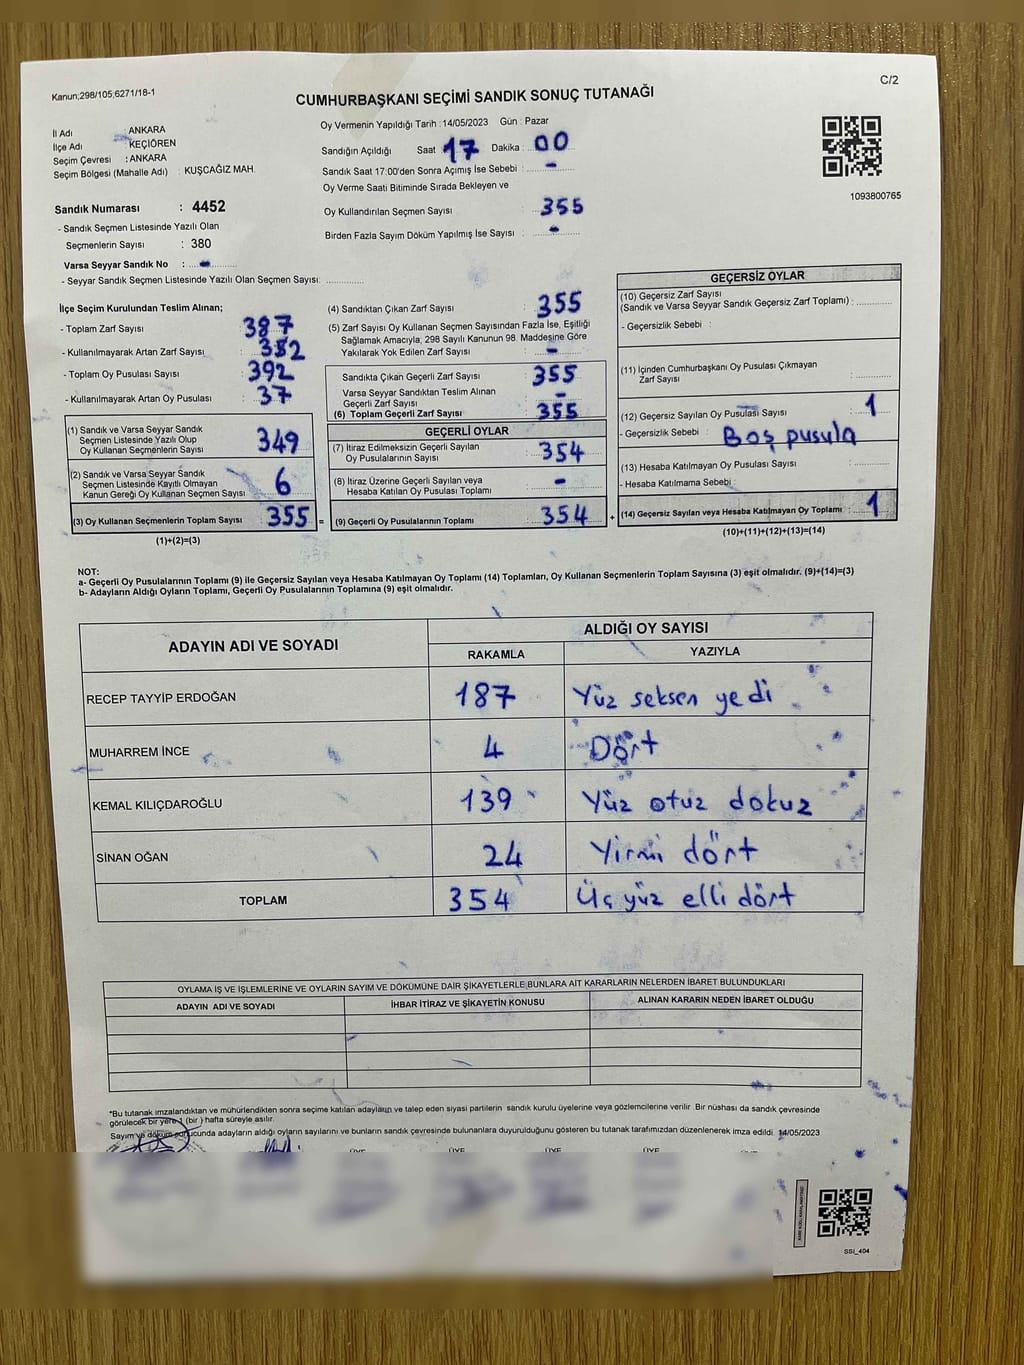 Kanun;298/105;6271/18-1
C/2
CUMHURBAŞKANI SEÇİMİ SANDIK SONUÇ TUTANAĞI
İl Adı : ANKARA
İlçe Adı : KEÇİÖREN
Seçim Çevresi : ANKARA
Seçim Bölgesi (Mahalle Adı) : KUŞCAĞIZ MAH.
Sandık Numarası : 4452
- Sandık Seçmen Listesinde Yazılı Olan
Seçmenlerin Sayısı : 380
Varsa Seyyar Sandık No : -
- Seyyar Sandık Seçmen Listesinde Yazılı Olan Seçmen Sayısı: ..............
Oy Vermenin Yapıldığı Tarih : 14/05/2023 Gün : Pazar
Sandığın Açıldığı Saat 17 Dakika : 00
Sandık Saat 17:00'den Sonra Açımış İse Sebebi : -
Oy Verme Saati Bitiminde Sırada Bekleyen ve
Oy Kullandırılan Seçmen Sayısı : 355
Birden Fazla Sayım Döküm Yapılmış İse Sayısı : -
1093800765
İlçe Seçim Kurulundan Teslim Alınan;
- Toplam Zarf Sayısı : 387
- Kullanılmayarak Artan Zarf Sayısı : 352
- Toplam Oy Pusulası Sayısı : 392
- Kullanılmayarak Artan Oy Pusulası : 37
(1) Sandık ve Varsa Seyyar Sandık
Seçmen Listesinde Yazılı Olup
Oy Kullanan Seçmenlerin Sayısı : 349
(2) Sandık ve Varsa Seyyar Sandık
Seçmen Listesinde Kayıtlı Olmayan
Kanun Gereği Oy Kullanan Seçmen Sayısı : 6
(3) Oy Kullanan Seçmenlerin Toplam Sayısı : 355 =
(1)+(2)=(3)
(4) Sandıktan Çıkan Zarf Sayısı : 355
(5) Zarf Sayısı Oy Kullanan Seçmen Sayısından Fazla İse, Eşitliği
Sağlamak Amacıyla, 298 Sayılı Kanunun 98. Maddesine Göre
Yakılarak Yok Edilen Zarf Sayısı : -
Sandıkta Çıkan Geçerli Zarf Sayısı : 355
Varsa Seyyar Sandıktan Teslim Alınan
Geçerli Zarf Sayısı : -
(6) Toplam Geçerli Zarf Sayısı : 355
GEÇERLİ OYLAR
(7) İtiraz Edilmeksizin Geçerli Sayılan
Oy Pusulalarının Sayısı : 354
(8) İtiraz Üzerine Geçerli Sayılan veya
Hesaba Katılan Oy Pusulası Toplamı : -
(9) Geçerli Oy Pusulalarının Toplamı : 354 +
GEÇERSİZ OYLAR
(10) Geçersiz Zarf Sayısı
(Sandık ve Varsa Seyyar Sandık Geçersiz Zarf Toplamı) : ............
- Geçersizlik Sebebi :
(11) İçinden Cumhurbaşkanı Oy Pusulası Çıkmayan
Zarf Sayısı : ............
(12) Geçersiz Sayılan Oy Pusulası Sayısı : 1
- Geçersizlik Sebebi : Boş pusula
(13) Hesaba Katılmayan Oy Pusulası Sayısı : ............
- Hesaba Katılmama Sebebi :
(14) Geçersiz Sayılan veya Hesaba Katılmayan Oy Toplamı : 1
(10)+(11)+(12)+(13)=(14)
NOT:
a- Geçerli Oy Pusulalarının Toplamı (9) ile Geçersiz Sayılan veya Hesaba Katılmayan Oy Toplamı (14) Toplamları, Oy Kullanan Seçmenlerin Toplam Sayısına (3) eşit olmalıdır. (9)+(14)=(3)
b- Adayların Aldığı Oyların Toplamı, Geçerli Oy Pusulalarının Toplamına (9) eşit olmalıdır.
ADAYIN ADI VE SOYADI ALDIĞI OY SAYISI
RAKAMLA YAZIYLA
RECEP TAYYİP ERDOĞAN 187 Yüz seksen yedi
MUHARREM İNCE 4 Dört
KEMAL KILIÇDAROĞLU 139 Yüz otuz dokuz
SİNAN OĞAN 24 Yirmi dört
TOPLAM 354 Üç yüz elli dört
OYLAMA İŞ VE İŞLEMLERİNE VE OYLARIN SAYIM VE DÖKÜMÜNE DAİR ŞİKAYETLERLE BUNLARA AİT KARARLARIN NELERDEN İBARET BULUNDUKLARI
ADAYIN ADI VE SOYADI İHBAR İTİRAZ VE ŞİKAYETİN KONUSU ALINAN KARARIN NEDEN İBARET OLDUĞU
*Bu tutanak imzalandıktan ve mühürlendikten sonra seçime katılan adayların ve talep eden siyasi partilerin sandık kurulu üyelerine veya gözlemcilerine verilir. Bir nüshası da sandık çevresinde
görülecek bir yere 1 (bir) hafta süreyle asılır.
Sayım ve döküm sonucunda adayların aldığı oyların sayılarını ve bunların sandık çevresinde bulunanlara duyurulduğunu gösteren bu tutanak tarafımızdan düzenlenerek imza edildi. 14/05/2023
ÜYE ÜYE ÜYE ÜYE
SSI_404